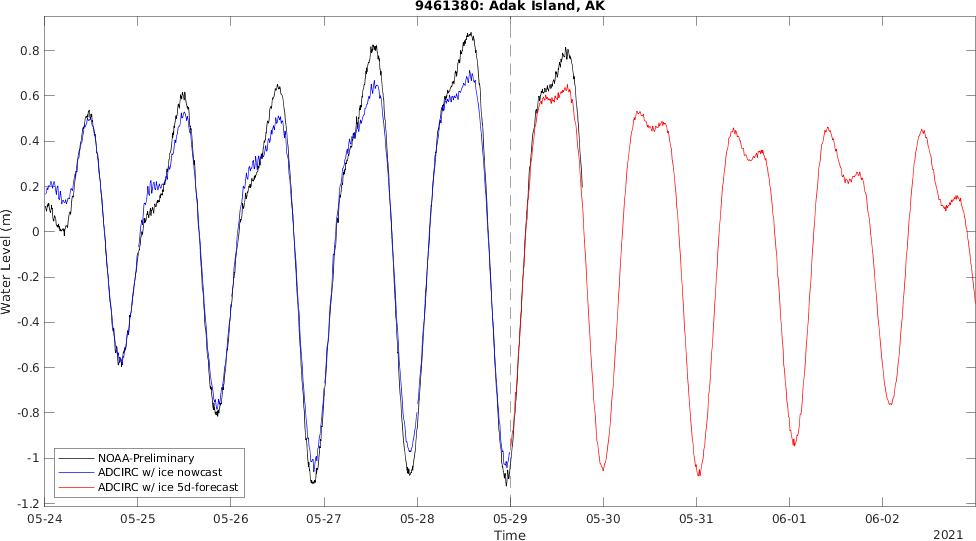 9461380: Adak Island, AK
Water Level (m)
0.8
0.6
0.4
0.2
0
-0.2
-0.4
-0.6
-0.8
-1
-1.2
NOAA-Preliminary
ADCIRC w/ ice nowcast
ADCIRC w/ ice 5d-forecast
05-24 05-25 05-26 05-27 05-28 05-29 05-30 05-31 06-01 06-02
Time
2021